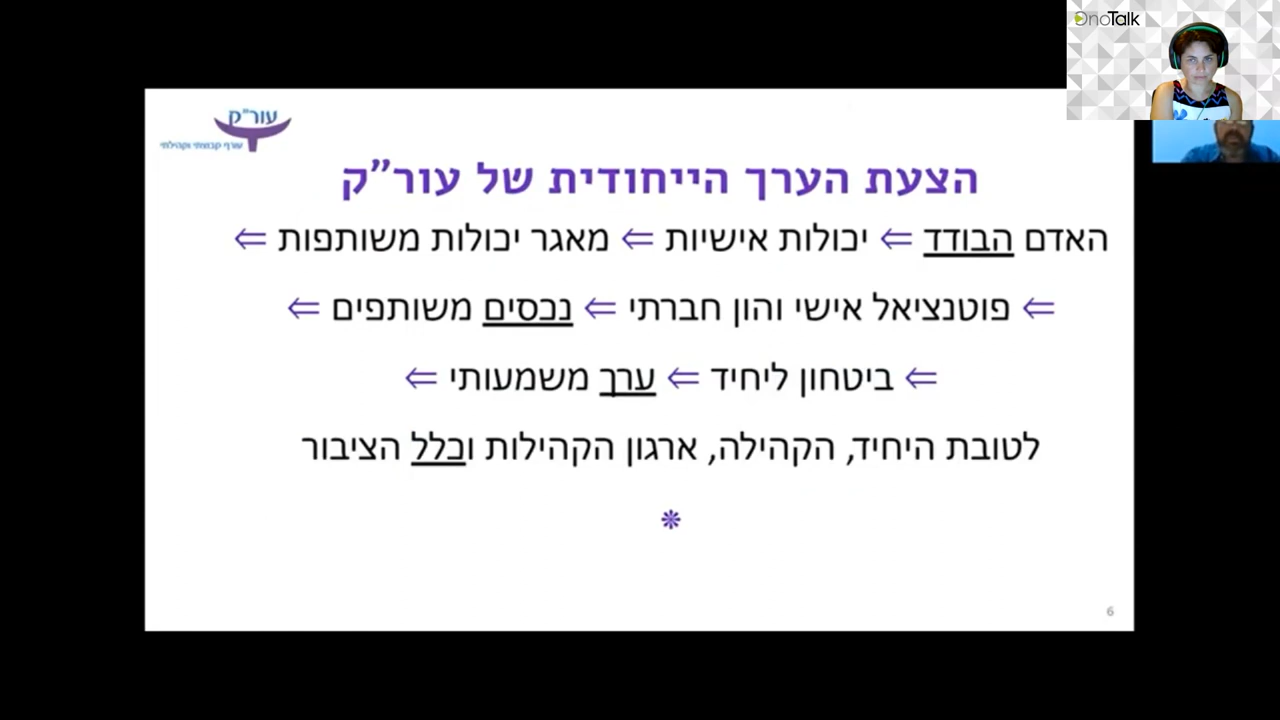 OnoTalk
עור"ק
עורף קבוצתי וקהילתי
הצעת הערך הייחודית של עור"ק
האדם הבודד ⇐ יכולות אישיות ⇐ מאגר יכולות משותפות ⇐
⇐ פוטנציאל אישי והון חברתי ⇐ נכסים משותפים ⇐
⇐ ביטחון ליחיד ⇐ ערך משמעותי ⇐
לטובת היחיד, הקהילה, ארגון הקהילות וכלל הציבור
6